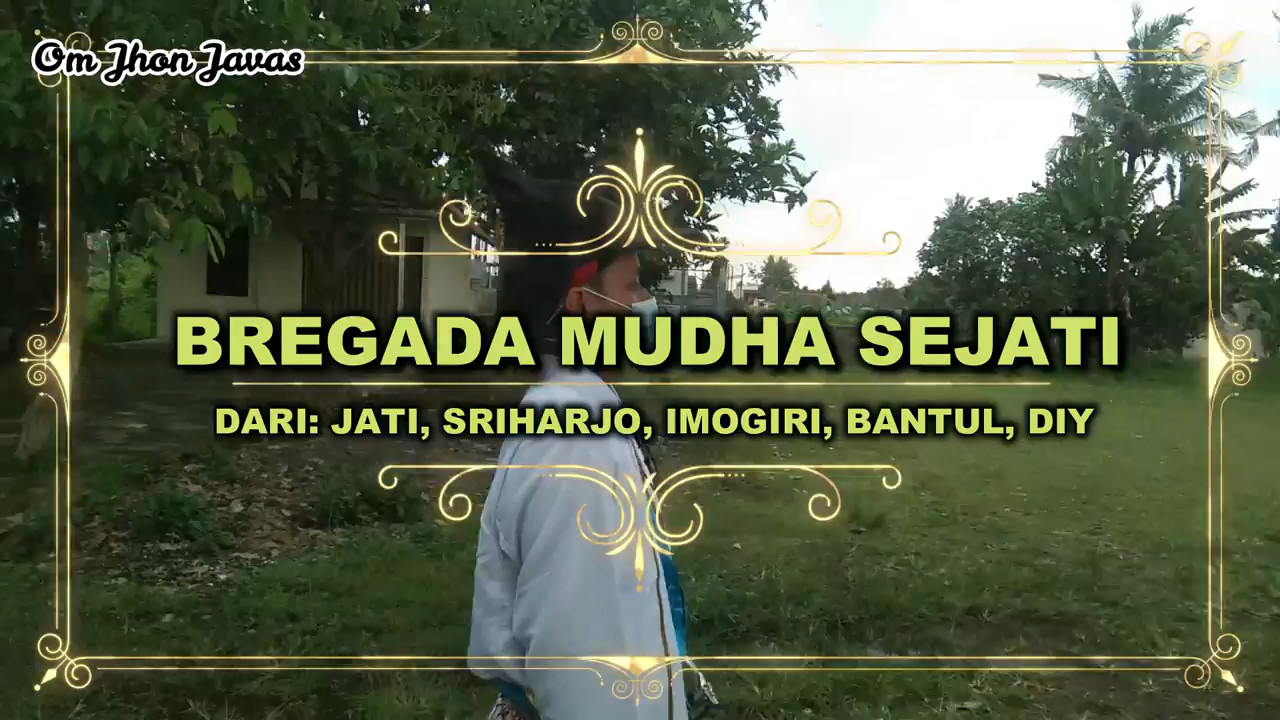 Om Jhon Javas
BREGADA MUDHA SEJATI
DARI: JATI, SRIHARJO, IMOGIRI, BANTUL, DIY